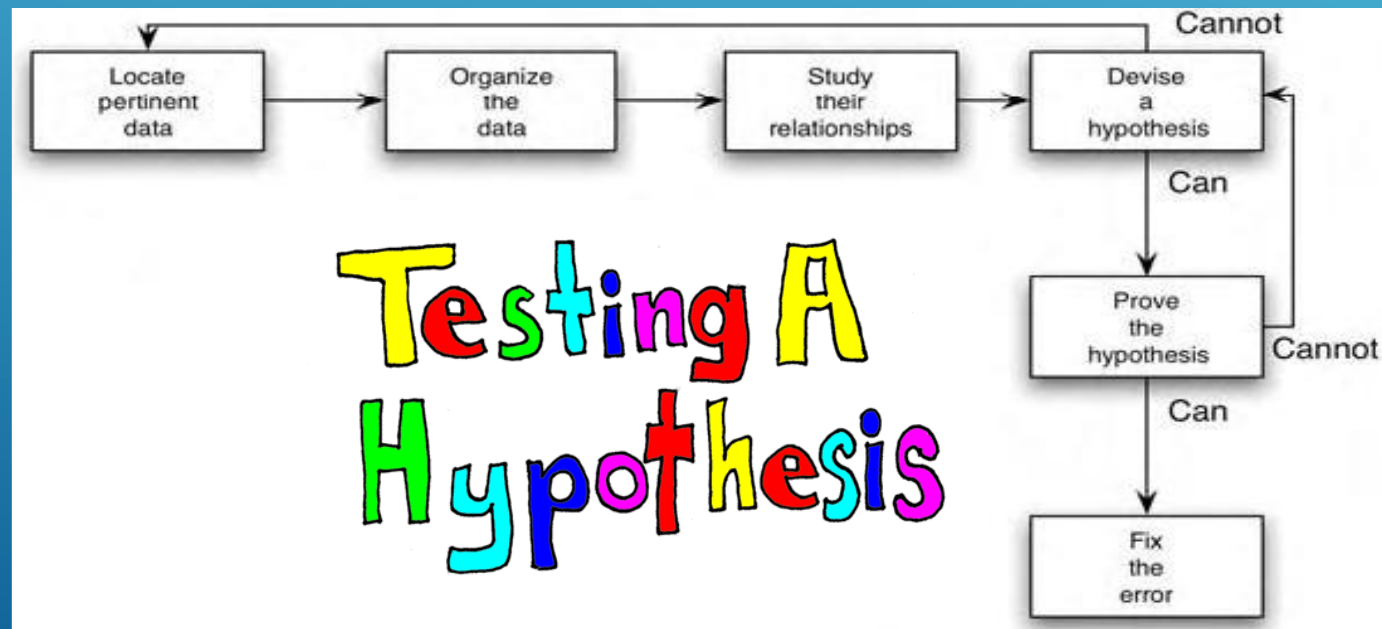 Cannot
Locate
pertinent
data
Organize
the
data
Study
their
relationships
Devise
a
hypothesis
Can
Testing A
Hypothesis
Prove
the
hypothesis
Cannot
Can
Fix
the
error